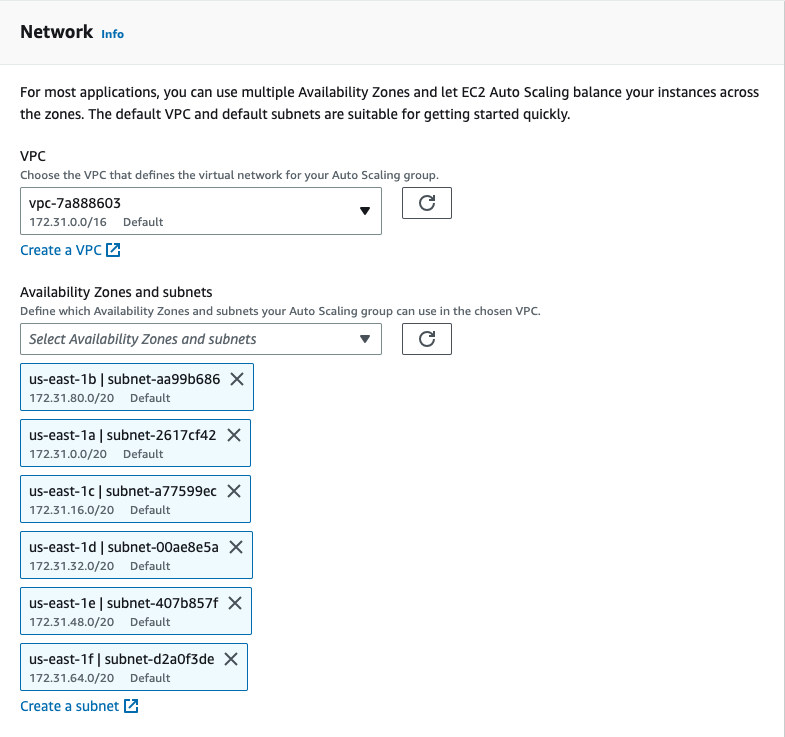 Network Info
For most applications, you can use multiple Availability Zones and let EC2 Auto Scaling balance your instances across
the zones. The default VPC and default subnets are suitable for getting started quickly.
VPC
Choose the VPC that defines the virtual network for your Auto Scaling group.
vpc-7a888603
172.31.0.0/16 Default
Create a VPC
Availability Zones and subnets
Define which Availability Zones and subnets your Auto Scaling group can use in the chosen VPC.
Select Availability Zones and subnets
us-east-1b | subnet-aa99b686
172.31.80.0/20 Default
us-east-1a | subnet-2617cf42
172.31.0.0/20 Default
us-east-1c | subnet-a77599ec
172.31.16.0/20 Default
us-east-1d | subnet-00ae8e5a
172.31.32.0/20 Default
us-east-1e | subnet-407b857f
172.31.48.0/20 Default
us-east-1f | subnet-d2a0f3de
172.31.64.0/20 Default
Create a subnet